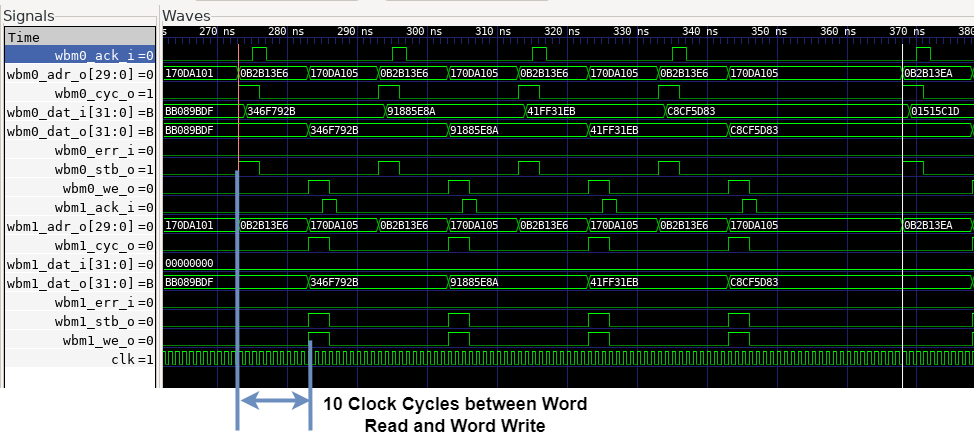 Signals
Waves
Time
s 270 ns 280 ns 290 ns 300 ns 310 ns 320 ns 330 ns 340 ns 350 ns 360 ns 370 ns 380
wbm0_ack_i=0
wbm0_adr_o[29:0]=0 170DA101 0B2B13E6 170DA105 0B2B13E6 170DA105 0B2B13E6 170DA105 0B2B13E6 170DA105 0B2B13EA
wbm0_cyc_o=1
wbm0_dat_i[31:0]=B BB089BDF 346F792B 91885E8A 41FF31EB C8CF5D83 01515C1D
wbm0_dat_o[31:0]=B BB089BDF 346F792B 91885E8A 41FF31EB C8CF5D83
wbm0_err_i=0
wbm0_stb_o=1
wbm0_we_o=0
wbm1_ack_i=0
wbm1_adr_o[29:0]=0 170DA101 0B2B13E6 170DA105 0B2B13E6 170DA105 0B2B13E6 170DA105 0B2B13E6 170DA105 0B2B13EA
wbm1_cyc_o=0
wbm1_dat_i[31:0]=0 00000000
wbm1_dat_o[31:0]=B BB089BDF 346F792B 91885E8A 41FF31EB C8CF5D83
wbm1_err_i=0
wbm1_stb_o=0
wbm1_we_o=0
clk=1
10 Clock Cycles between Word
Read and Word Write